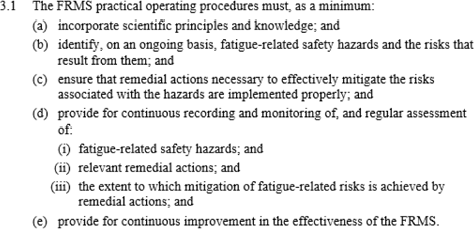 3.1 The FRMS practical operating procedures must, as a minimum:
(a) incorporate scientific principles and knowledge; and
(b) identify, on an ongoing basis, fatigue-related safety hazards and the risks that
result from them; and
(c) ensure that remedial actions necessary to effectively mitigate the risks
associated with the hazards are implemented properly; and
(d) provide for continuous recording and monitoring of, and regular assessment
of:
(i) fatigue-related safety hazards; and
(ii) relevant remedial actions; and
(iii) the extent to which mitigation of fatigue-related risks is achieved by
remedial actions; and
(e) provide for continuous improvement in the effectiveness of the FRMS.